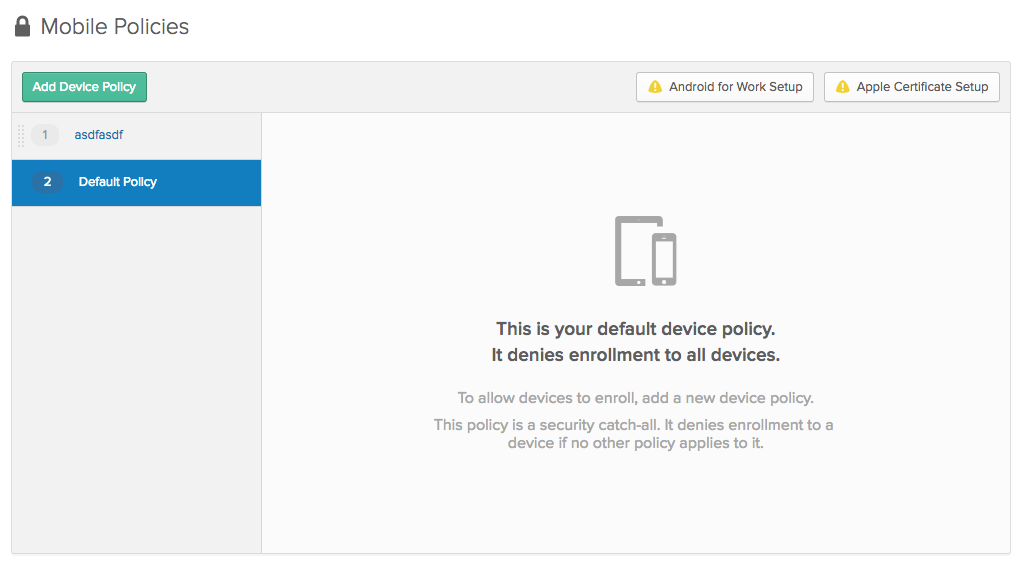 Mobile Policies
Add Device Policy
Android for Work Setup
Apple Certificate Setup
1 asdfasdf
2 Default Policy
This is your default device policy.
It denies enrollment to all devices.
To allow devices to enroll, add a new device policy.
This policy is a security catch-all. It denies enrollment to a
device if no other policy applies to it.